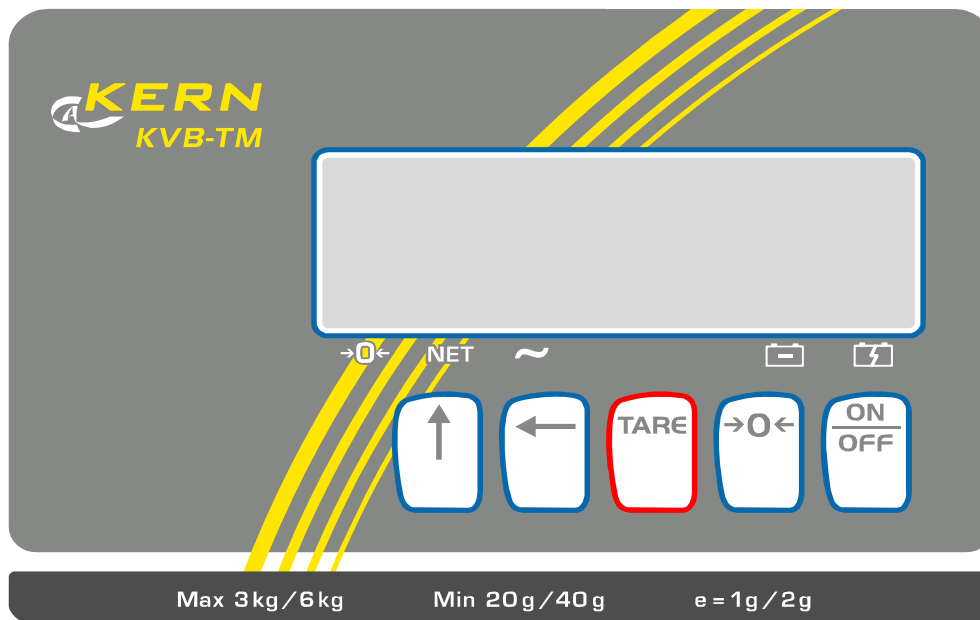 KERN
KVB-TM
→0← NET ~
TARE →0← ON
OFF
Max 3kg/6kg Min 20g/40g e=1g/2g